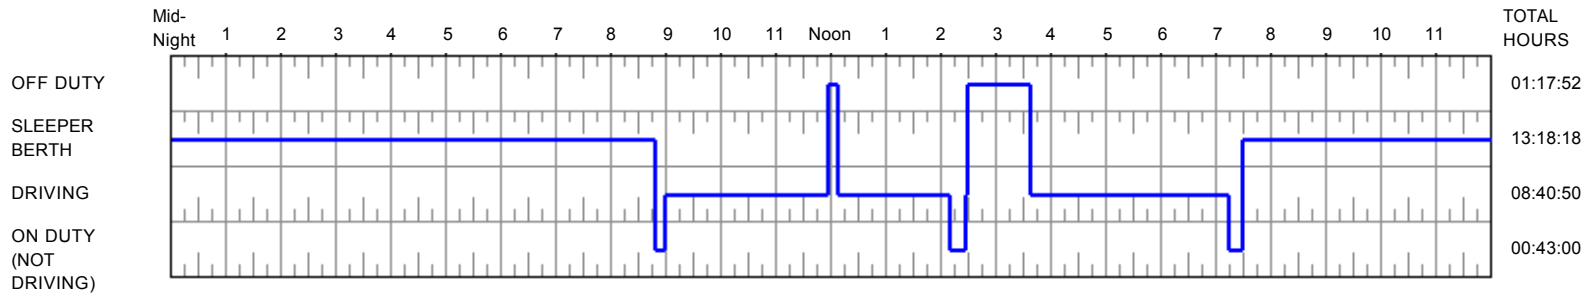 Mid-
Night 1 2 3 4 5 6 7 8 9 10 11 Noon 1 2 3 4 5 6 7 8 9 10 11
TOTAL
HOURS
OFF DUTY 01:17:52
SLEEPER
BERTH 13:18:18
DRIVING 08:40:50
ON DUTY
(NOT
DRIVING) 00:43:00